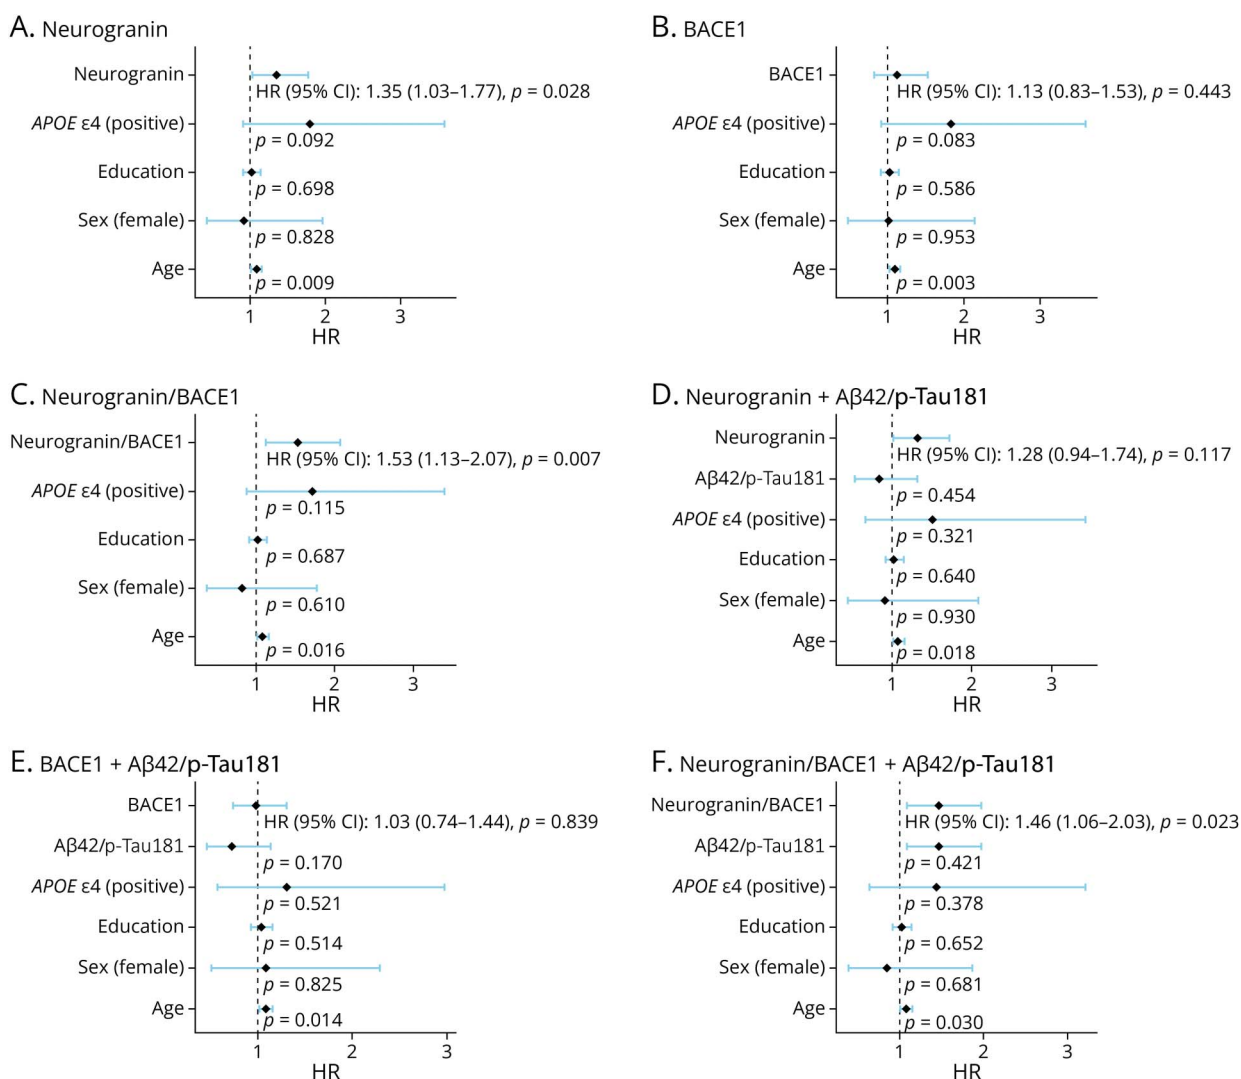 A. Neurogranin
Neurogranin
HR (95% CI): 1.35 (1.03–1.77), p = 0.028
APOE ε4 (positive)
p = 0.092
Education
p = 0.698
Sex (female)
p = 0.828
Age
p = 0.009
1 2 3
HR
B. BACE1
BACE1
HR (95% CI): 1.13 (0.83–1.53), p = 0.443
APOE ε4 (positive)
p = 0.083
Education
p = 0.586
Sex (female)
p = 0.953
Age
p = 0.003
1 2 3
HR
C. Neurogranin/BACE1
Neurogranin/BACE1
HR (95% CI): 1.53 (1.13–2.07), p = 0.007
APOE ε4 (positive)
p = 0.115
Education
p = 0.687
Sex (female)
p = 0.610
Age
p = 0.016
1 2 3
HR
D. Neurogranin + Aβ42/p-Tau181
Neurogranin
HR (95% CI): 1.28 (0.94–1.74), p = 0.117
Aβ42/p-Tau181
p = 0.454
APOE ε4 (positive)
p = 0.321
Education
p = 0.640
Sex (female)
p = 0.930
Age
p = 0.018
1 2 3
HR
E. BACE1 + Aβ42/p-Tau181
BACE1
HR (95% CI): 1.03 (0.74–1.44), p = 0.839
Aβ42/p-Tau181
p = 0.170
APOE ε4 (positive)
p = 0.521
Education
p = 0.514
Sex (female)
p = 0.825
Age
p = 0.014
1 2 3
HR
F. Neurogranin/BACE1 + Aβ42/p-Tau181
Neurogranin/BACE1
HR (95% CI): 1.46 (1.06–2.03), p = 0.023
Aβ42/p-Tau181
p = 0.421
APOE ε4 (positive)
p = 0.378
Education
p = 0.652
Sex (female)
p = 0.681
Age
p = 0.030
1 2 3
HR